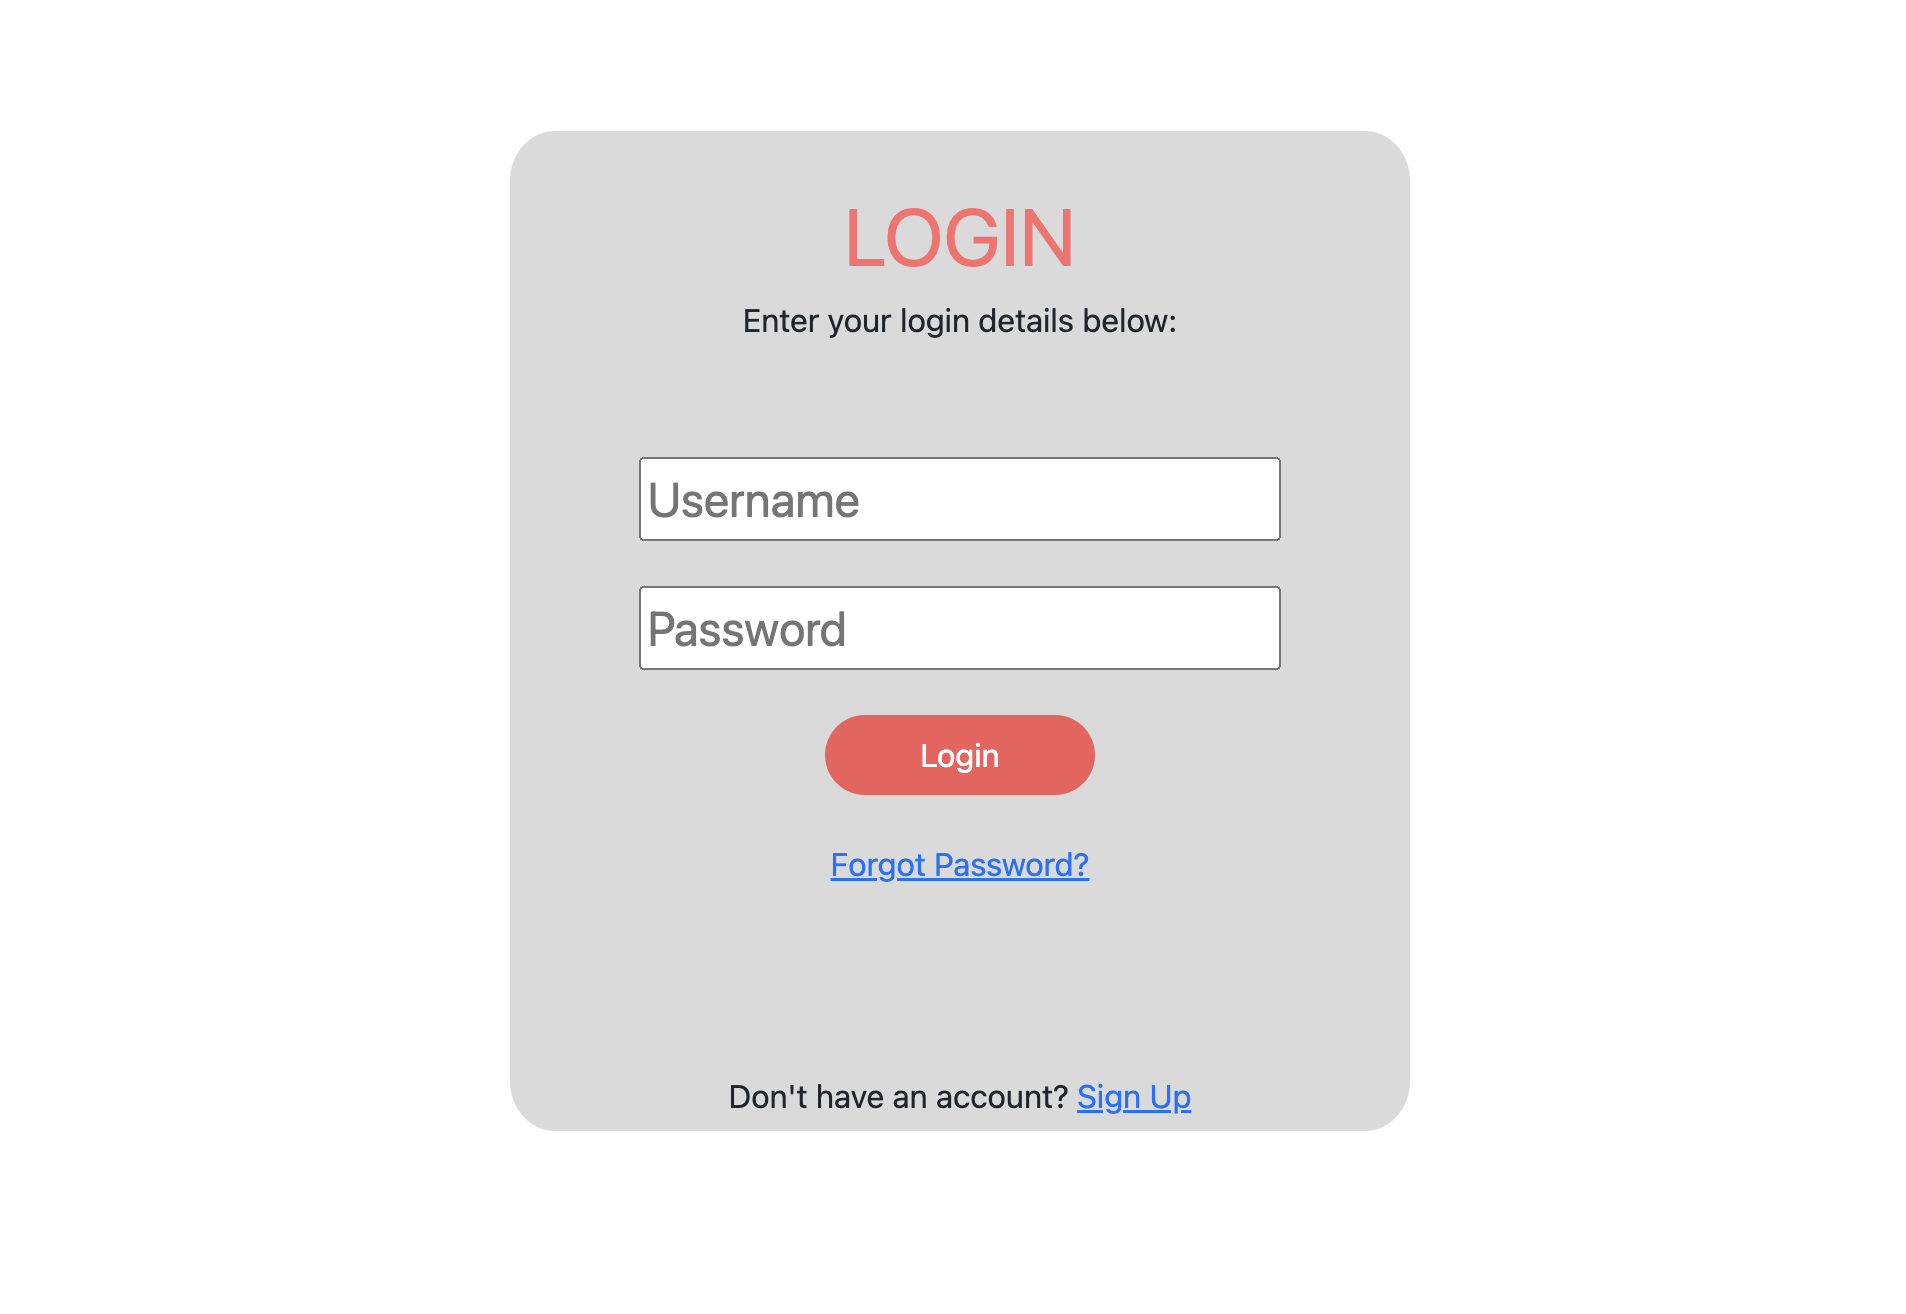 LOGIN
Enter your login details below:
Username
Password
Login
Forgot Password?
Don't have an account? Sign Up